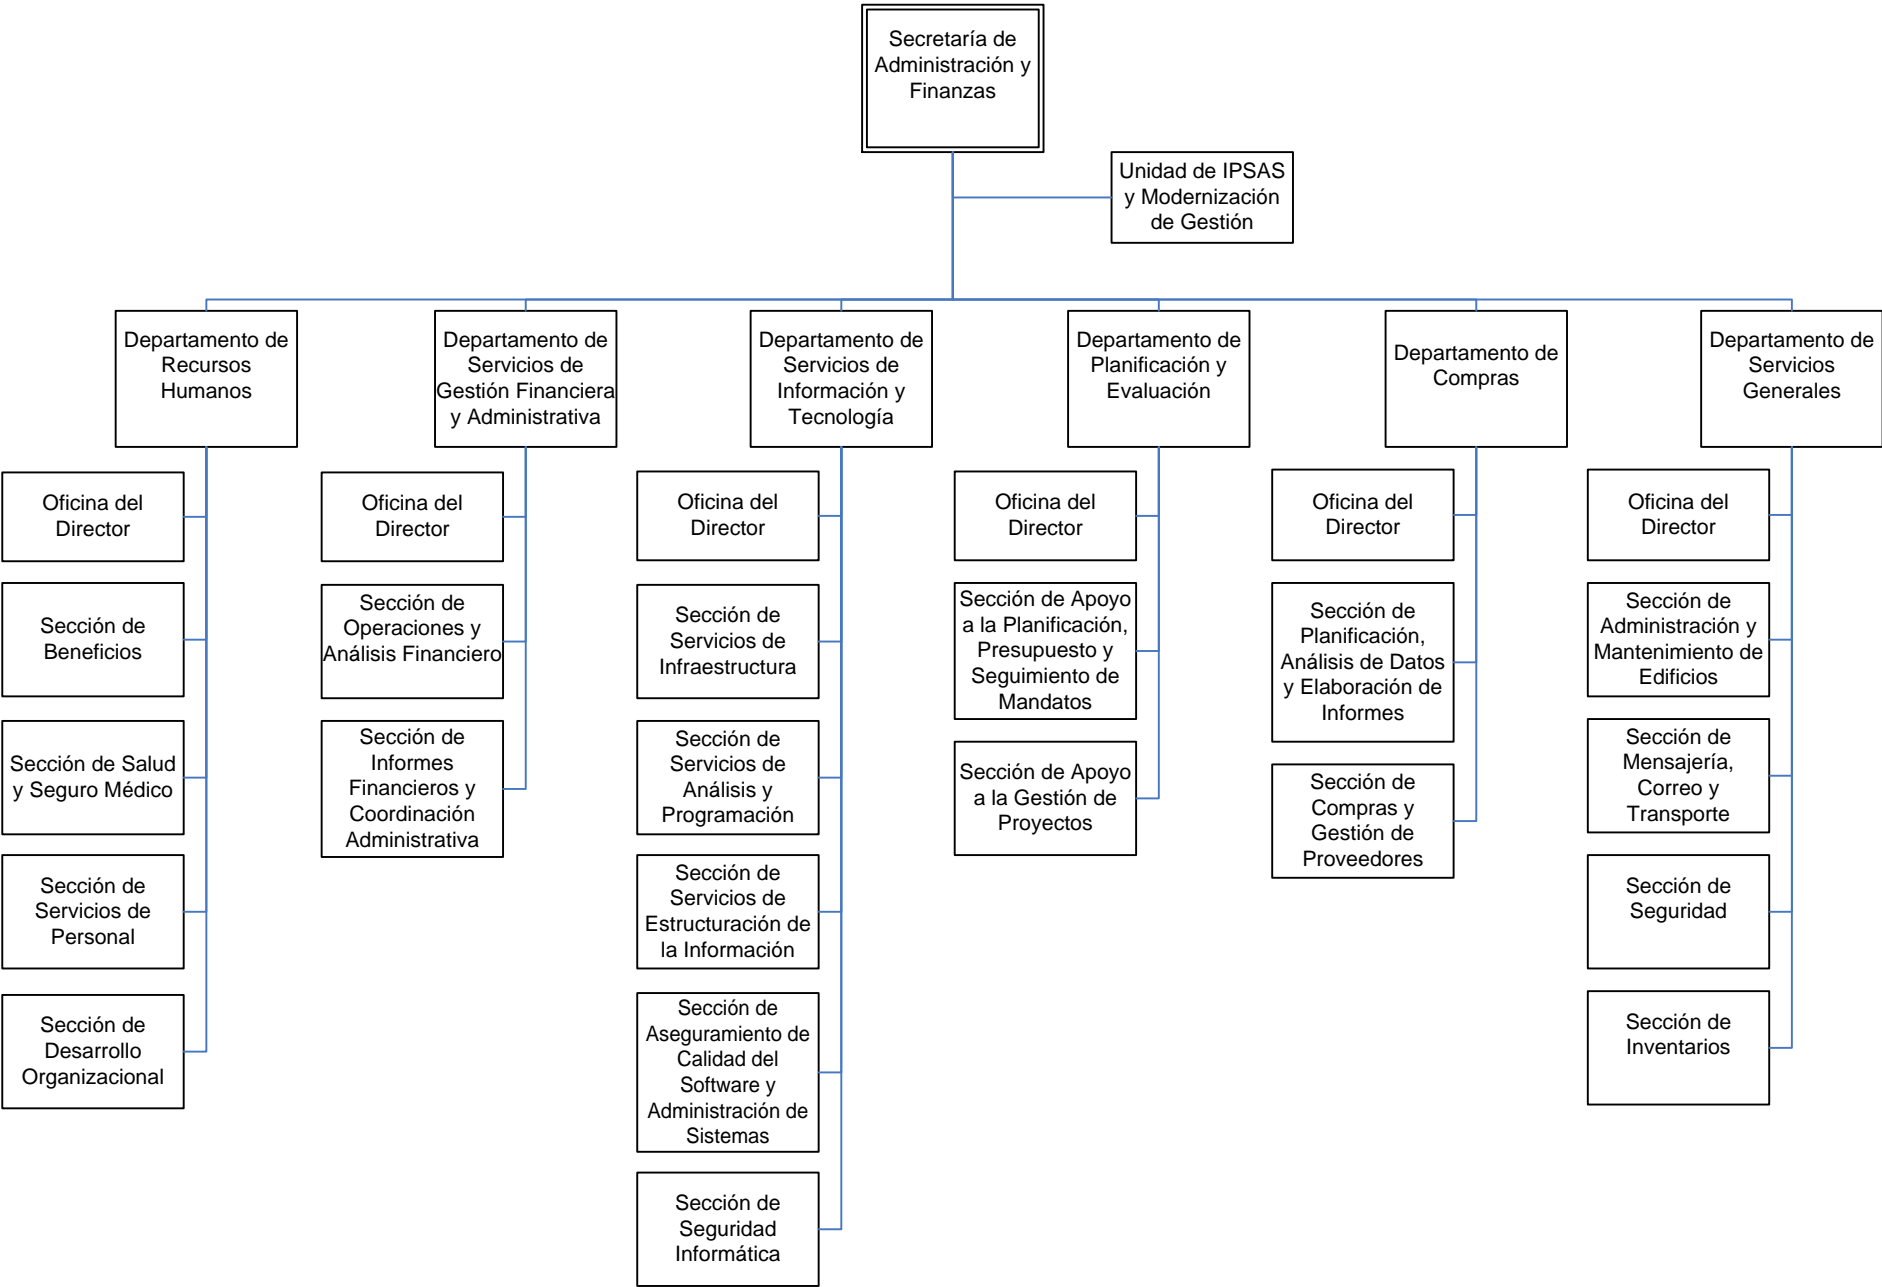 Secretaría de
Administración y
Finanzas
Unidad de IPSAS
y Modernización
de Gestión
Departamento de
Recursos
Humanos
Departamento de
Servicios de
Gestión Financiera
y Administrativa
Departamento de
Servicios de
Información y
Tecnología
Departamento de
Planificación y
Evaluación
Departamento de
Compras
Departamento de
Servicios
Generales
Oficina del
Director
Sección de
Beneficios
Sección de Salud
y Seguro Médico
Sección de
Servicios de
Personal
Sección de
Desarrollo
Organizacional
Oficina del
Director
Sección de
Operaciones y
Análisis Financiero
Sección de
Informes
Financieros y
Coordinación
Administrativa
Oficina del
Director
Sección de
Servicios de
Infraestructura
Sección de
Servicios de
Análisis y
Programación
Sección de
Servicios de
Estructuración de
la Información
Sección de
Aseguramiento de
Calidad del
Software y
Administración de
Sistemas
Sección de
Seguridad
Informática
Oficina del
Director
Sección de Apoyo
a la Planificación,
Presupuesto y
Seguimiento de
Mandatos
Sección de Apoyo
a la Gestión de
Proyectos
Oficina del
Director
Sección de
Planificación,
Análisis de Datos
y Elaboración de
Informes
Sección de
Compras y
Gestión de
Proveedores
Oficina del
Director
Sección de
Administración y
Mantenimiento de
Edificios
Sección de
Mensajería,
Correo y
Transporte
Sección de
Seguridad
Sección de
Inventarios